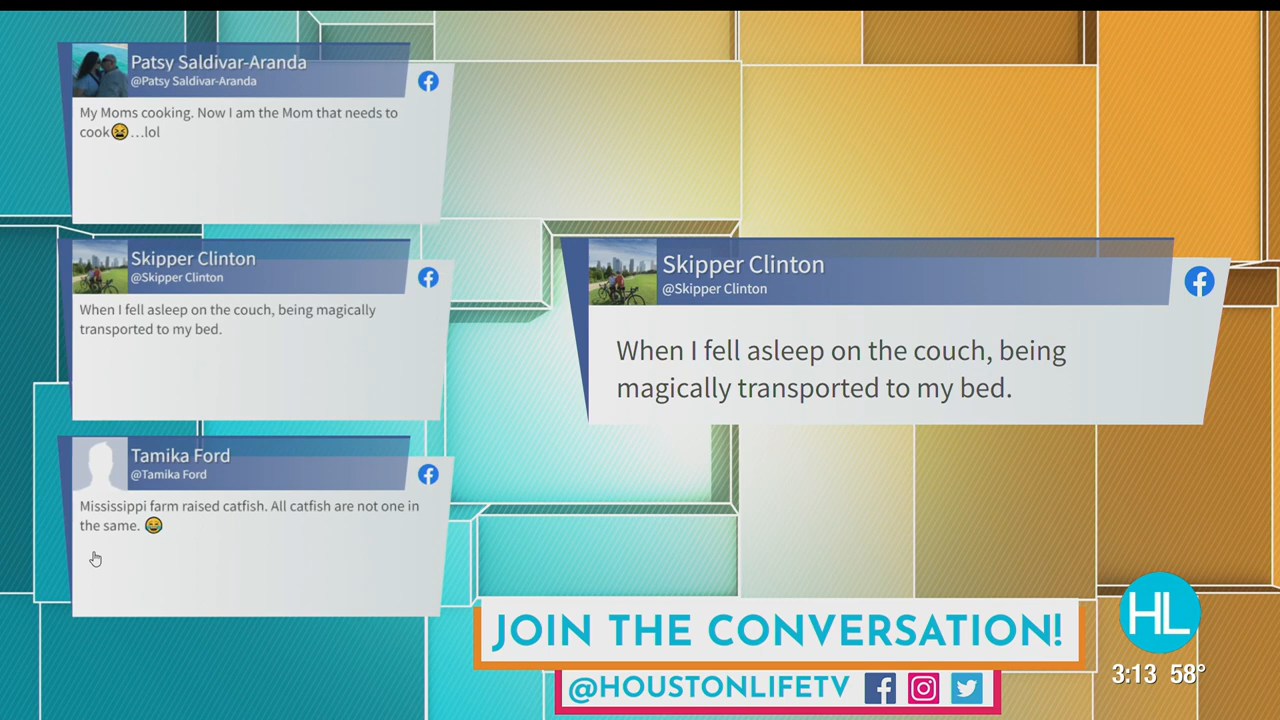 Patsy Saldivar-Aranda
@Patsy Saldivar-Aranda
My Moms cooking. Now I am the Mom that needs to
cook😫...lol
Skipper Clinton
@Skipper Clinton
When I fell asleep on the couch, being magically
transported to my bed.
Tamika Ford
@Tamika Ford
Mississippi farm raised catfish. All catfish are not one in
the same. 😂
Skipper Clinton
@Skipper Clinton
When I fell asleep on the couch, being
magically transported to my bed.
JOIN THE CONVERSATION!
@HOUSTONLIFETV
HL
3:13 58°